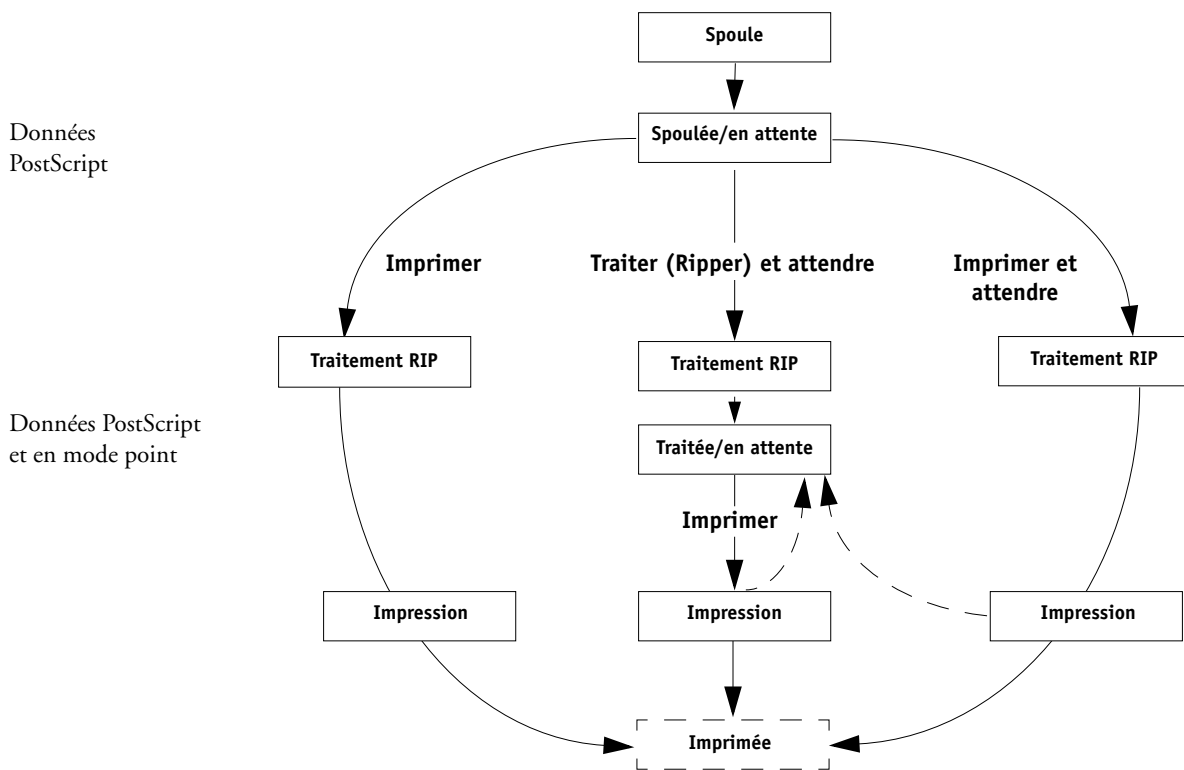 Spoule
Données
PostScript
Spoulée/en attente
Imprimer
Traiter (Ripper) et attendre
Imprimer et
attendre
Traitement RIP
Traitement RIP
Traitement RIP
Données PostScript
et en mode point
Traitée/en attente
Imprimer
Impression
Impression
Impression
Imprimée